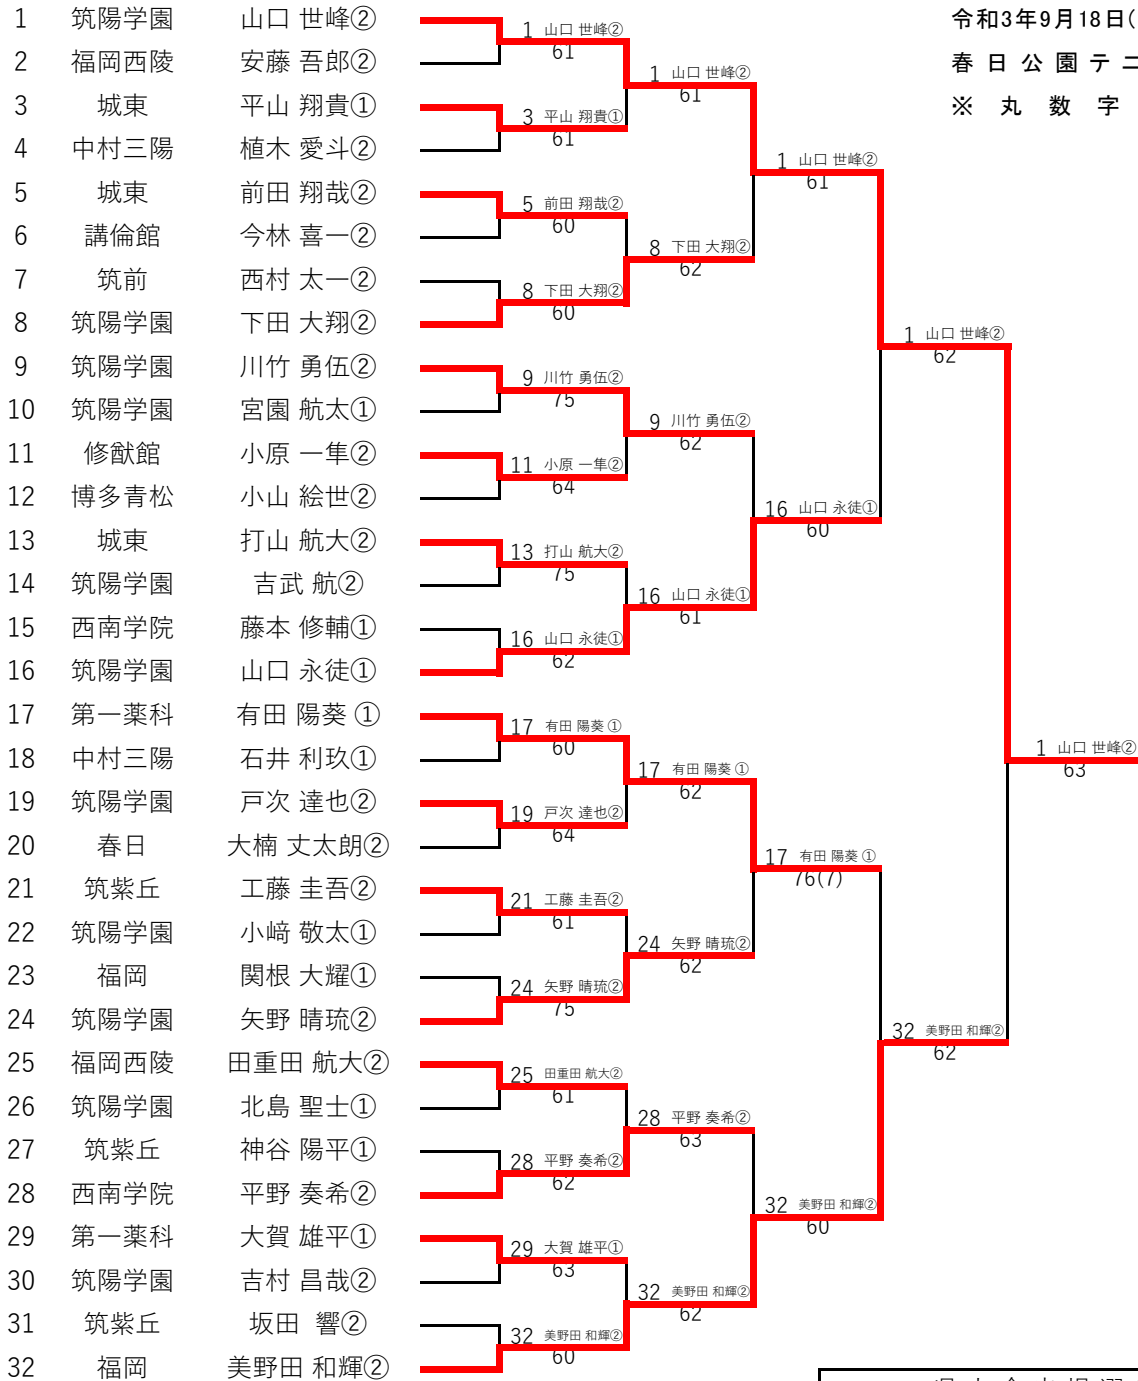 令和3年9月18日(
春日公園テニ
※ 丸 数 字
1 筑陽学園 山口 世峰②
2 福岡西陵 安藤 吾郎②
3 城東 平山 翔貴①
4 中村三陽 植木 愛斗②
5 城東 前田 翔哉②
6 講倫館 今林 喜一②
7 筑前 西村 太一②
8 筑陽学園 下田 大翔②
9 筑陽学園 川竹 勇伍②
10 筑陽学園 宮園 航太①
11 修猷館 小原 一隼②
12 博多青松 小山 絵世②
13 城東 打山 航大②
14 筑陽学園 吉武 航②
15 西南学院 藤本 修輔①
16 筑陽学園 山口 永徒①
17 第一薬科 有田 陽葵 ①
18 中村三陽 石井 利玖①
19 筑陽学園 戸次 達也②
20 春日 大楠 丈太朗②
21 筑紫丘 工藤 圭吾②
22 筑陽学園 小﨑 敬太①
23 福岡 関根 大耀①
24 筑陽学園 矢野 晴琉②
25 福岡西陵 田重田 航大②
26 筑陽学園 北島 聖士①
27 筑紫丘 神谷 陽平①
28 西南学院 平野 奏希②
29 第一薬科 大賀 雄平①
30 筑陽学園 吉村 昌哉②
31 筑紫丘 坂田 響②
32 福岡 美野田 和輝②
1 山口 世峰②
61
3 平山 翔貴①
61
5 前田 翔哉②
60
8 下田 大翔②
60
9 川竹 勇伍②
75
11 小原 一隼②
64
13 打山 航大②
75
16 山口 永徒①
62
17 有田 陽葵 ①
60
19 戸次 達也②
64
21 工藤 圭吾②
61
24 矢野 晴琉②
75
25 田重田 航大②
61
28 平野 奏希②
62
29 大賀 雄平①
63
32 美野田 和輝②
60
1 山口 世峰②
61
8 下田 大翔②
62
9 川竹 勇伍②
62
16 山口 永徒①
61
17 有田 陽葵 ①
62
24 矢野 晴琉②
62
28 平野 奏希②
63
32 美野田 和輝②
62
1 山口 世峰②
61
16 山口 永徒①
60
17 有田 陽葵 ①
76(7)
32 美野田 和輝②
60
1 山口 世峰②
62
32 美野田 和輝②
62
1 山口 世峰②
63